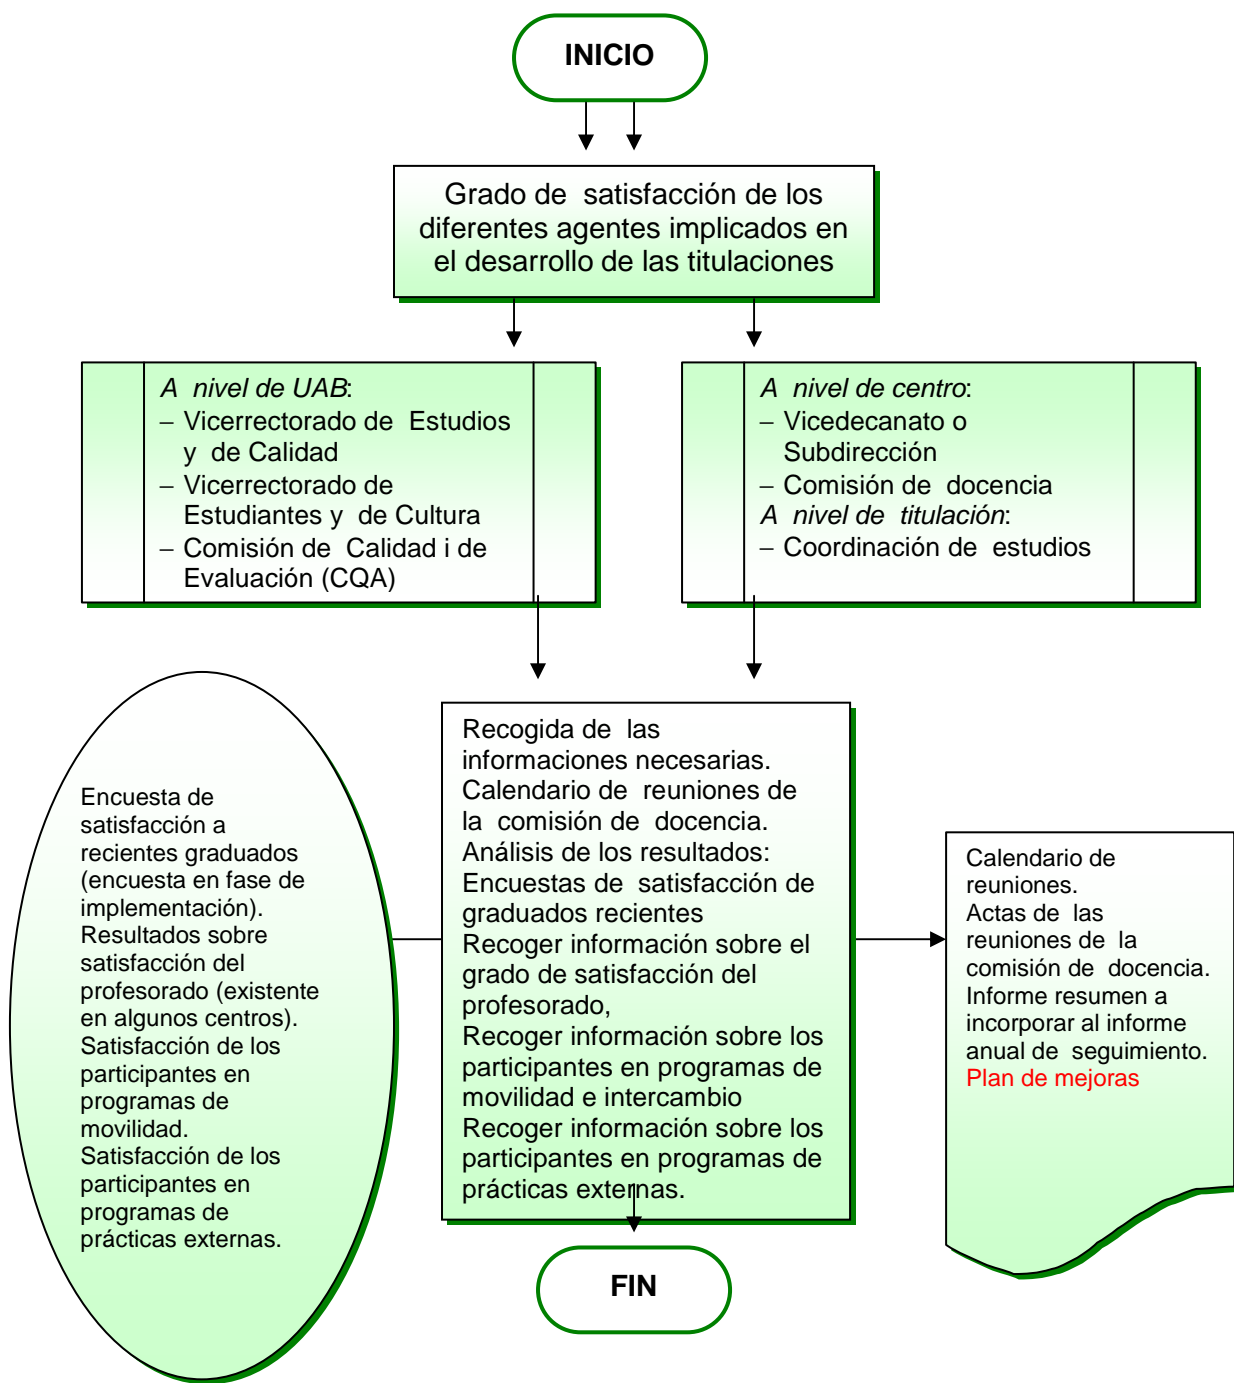 INICIO
Grado de satisfacción de los
diferentes agentes implicados en
el desarrollo de las titulaciones
A nivel de UAB:
– Vicerrectorado de Estudios
y de Calidad
– Vicerrectorado de
Estudiantes y de Cultura
– Comisión de Calidad i de
Evaluación (CQA)
A nivel de centro:
– Vicedecanato o
Subdirección
– Comisión de docencia
A nivel de titulación:
– Coordinación de estudios
Encuesta de
satisfacción a
recientes graduados
(encuesta en fase de
implementación).
Resultados sobre
satisfacción del
profesorado (existente
en algunos centros).
Satisfacción de los
participantes en
programas de
movilidad.
Satisfacción de los
participantes en
programas de
prácticas externas.
Recogida de las
informaciones necesarias.
Calendario de reuniones de
la comisión de docencia.
Análisis de los resultados:
Encuestas de satisfacción de
graduados recientes
Recoger información sobre el
grado de satisfacción del
profesorado,
Recoger información sobre los
participantes en programas de
movilidad e intercambio
Recoger información sobre los
participantes en programas de
prácticas externas.
Calendario de
reuniones.
Actas de las
reuniones de la
comisión de docencia.
Informe resumen a
incorporar al informe
anual de seguimiento.
Plan de mejoras
FIN